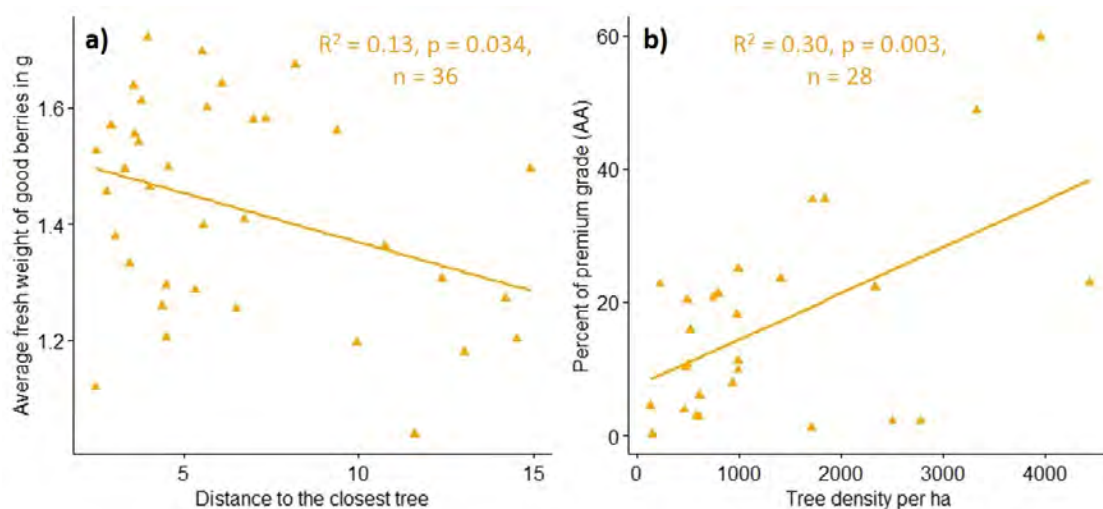 a)
R² = 0.13, p = 0.034,
n = 36
Average fresh weight of good berries in g
1.6
1.4
1.2
5
10
15
Distance to the closest tree
b)
R² = 0.30, p = 0.003,
n = 28
Percent of premium grade (AA)
60
40
20
0
0
1000
2000
3000
4000
Tree density per ha